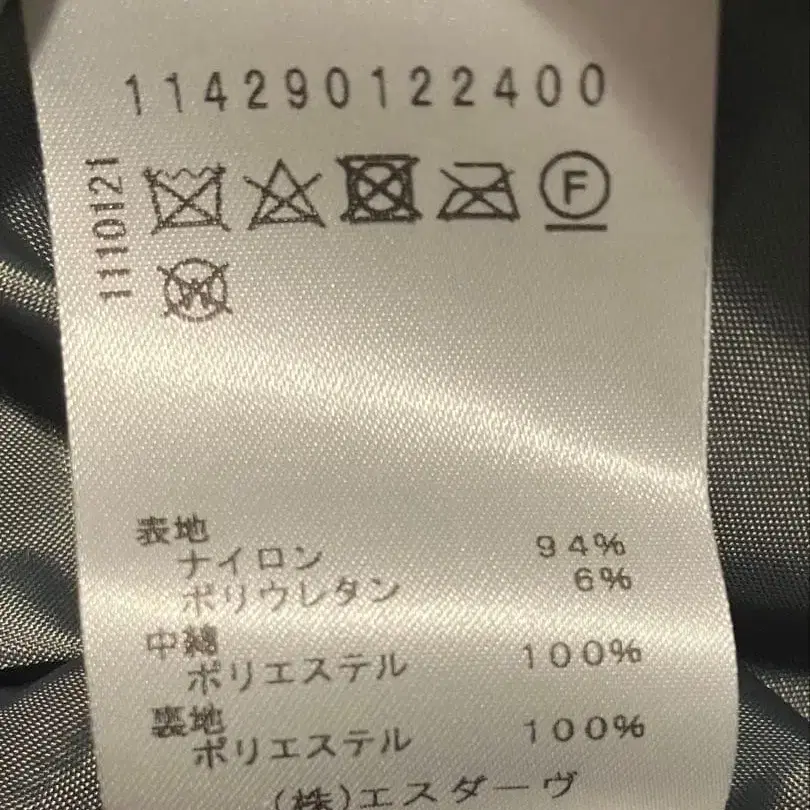 114290122400
1110121
F
W
表地
ナイロン 94%
ポリウレタン 6%
中綿
ポリエステル 100%
裏地
ポリエステル 100%
(株)エスダーヴ